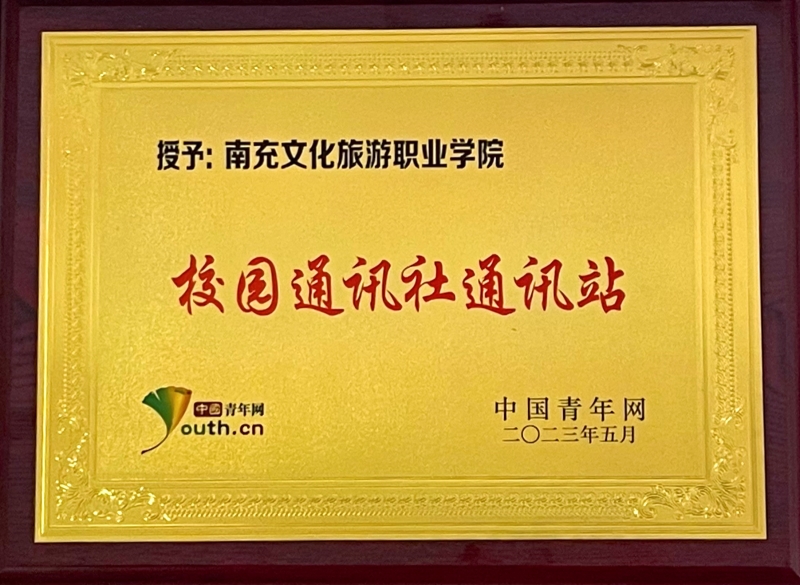 授予：南充文化旅游职业学院
校园通讯社通讯站
中国青年网
Youth.cn
中国青年网
二〇二三年五月